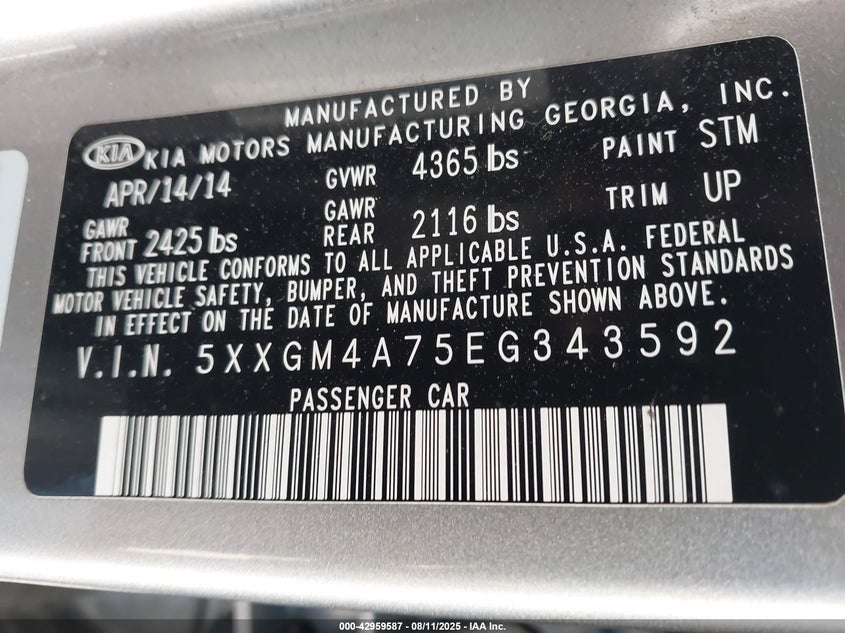 MANUFACTURED BY
KIA KIA MOTORS MANUFACTURING GEORGIA, INC.
APR/14/14 GVWR 4365 lbs PAINT STM
GAWR FRONT 2425 lbs GAWR REAR 2116 lbs TRIM UP
THIS VEHICLE CONFORMS TO ALL APPLICABLE U.S.A. FEDERAL
MOTOR VEHICLE SAFETY, BUMPER, AND THEFT PREVENTION STANDARDS
IN EFFECT ON THE DATE OF MANUFACTURE SHOWN ABOVE.
V.I.N. 5XXGM4A75EG343592
PASSENGER CAR
000-42959587 - 08/11/2025 - IAA Inc.